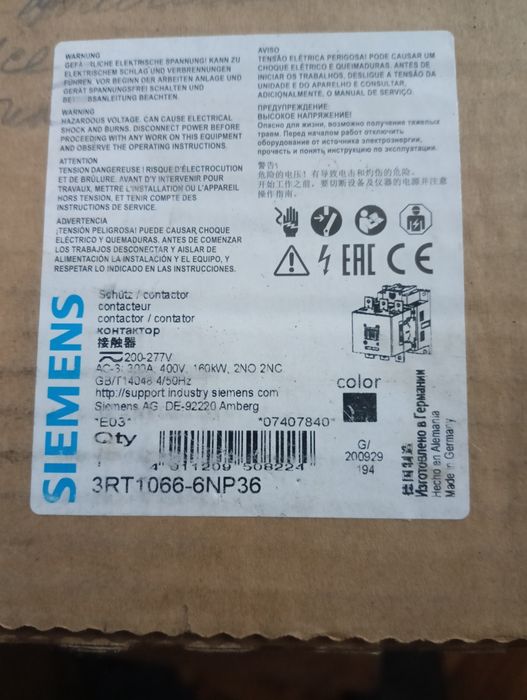 WARNUNG
GEFÄHRLICHE ELEKTRISCHE SPANNUNG! KANN ZU
ELEKTRISCHEM SCHLAG UND VERBRENNUNGEN
FÜHREN. VOR BEGINN DER ARBEITEN ANLAGE UND
GERÄT SPANNUNGSFREI SCHALTEN UND
BETRIEBSANLEITUNG BEACHTEN.
WARNING
HAZARDOUS VOLTAGE. CAN CAUSE ELECTRICAL
SHOCK AND BURNS. DISCONNECT POWER BEFORE
PROCEEDING WITH ANY WORK ON THIS EQUIPMENT
AND OBSERVE THE OPERATING INSTRUCTIONS.
ATTENTION
TENSION DANGEREUSE ! RISQUE D'ÉLECTROCUTION
ET DE BRÛLURE. AVANT D'Y INTERVENIR POUR
TRAVAUX, METTRE L'INSTALLATION OU L'APPAREIL
HORS TENSION, ET TENIR COMPTE DES
INSTRUCTIONS DE SERVICE.
ADVERTENCIA
¡TENSIÓN PELIGROSA! PUEDE CAUSAR CHOQUE
ELÉCTRICO Y QUEMADURAS. ANTES DE COMENZAR
LOS TRABAJOS DESCONECTAR Y AISLAR DE
ALIMENTACIÓN LA INSTALACIÓN Y EL EQUIPO, Y
RESPETAR LO INDICADO EN LAS INSTRUCCIONES.
AVISO
TENSÃO ELÉTRICA PERIGOSA! PODE CAUSAR UM
CHOQUE ELÉTRICO E QUEIMADURAS. ANTES DE
INICIAR OS TRABALHOS, DESLIGUE A TENSÃO DA
UNIDADE E DO APARELHO E CONSULTAR,
ADICIONALMENTE, O MANUAL DE SERVIÇO.
ПРЕДУПРЕЖДЕНИЕ
ВЫСОКОЕ НАПРЯЖЕНИЕ!
Опасно для жизни, возможно получение тяжелых
травм. Перед началом работ отключить
оборудование от источника электроэнергии,
прочесть и понять инструкцию по эксплуатации.
警告!
危险的电压!有导致电击和灼伤的危险。
开始工作之前,要切断设备及仪器的电源并注意
操作指南。
EAC CE
SIEMENS
Schütz / contactor
contacteur
contactor / contator
контактор
接触器
200-277V
AC-3: 300A, 400V, 160kW, 2NO 2NC
GB/T14048.4/50Hz
http://support.industry.siemens.com
Siemens AG, DE-92220 Amberg
*E03*
*07407840*
Qty
4 011209 508224
3RT1066-6NP36
color
G/
200929
194
德国制造
Изготовлено в Германии
Hecho en Alemania
Made in Germany